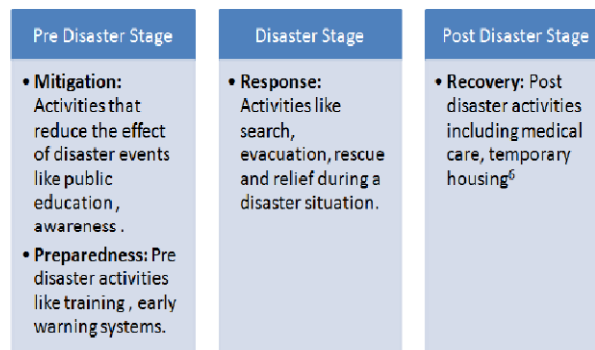 Pre Disaster Stage
• Mitigation:
Activities that
reduce the effect
of disaster events
like public
education ,
awareness .
• Preparedness: Pre
disaster activities
like training , early
warning systems.
Disaster Stage
• Response:
Activities like
search,
evacuation, rescue
and relief during a
disaster situation.
Post Disaster Stage
• Recovery: Post
disaster activities
including medical
care, temporary
housing⁶